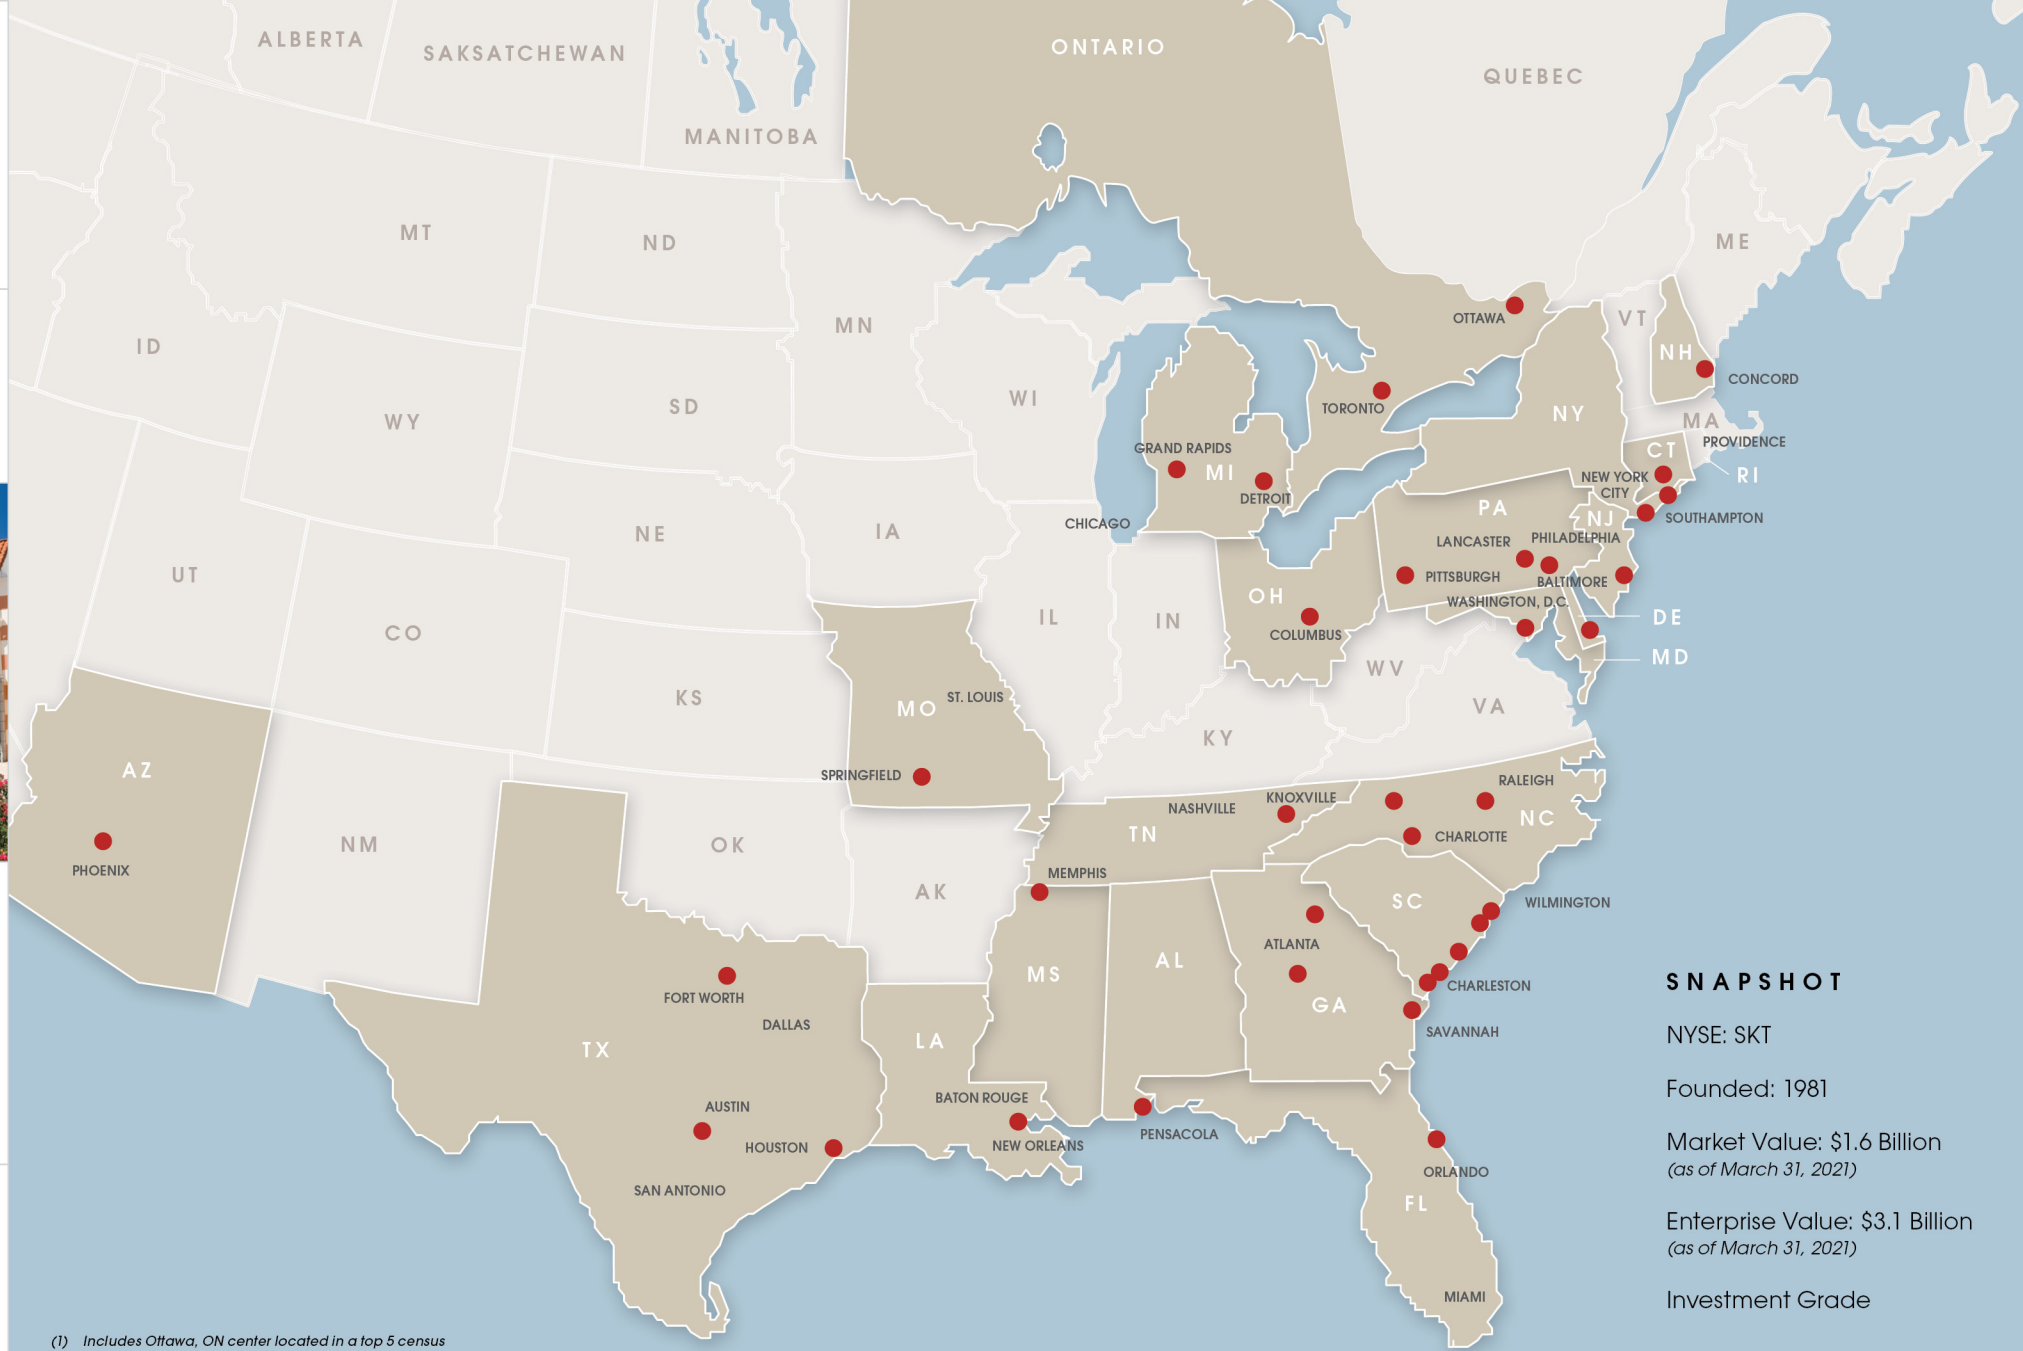 ALBERTA
SAKSATCHEWAN
MANITOBA
ONTARIO
QUEBEC
MT
ND
MN
ME
ID
WY
SD
WI
OTTAWA
VT
NH
CONCORD
TORONTO
NY
MA
PROVIDENCE
GRAND RAPIDS
MI
DETROIT
CT
RI
NEW YORK
CITY
SOUTHAMPTON
CHICAGO
PA
NJ
LANCASTER
PHILADELPHIA
PITTSBURGH
BALTIMORE
WASHINGTON, D.C.
DE
MD
UT
NE
IA
CO
IL
IN
OH
COLUMBUS
WV
VA
KS
MO
ST. LOUIS
KY
AZ
SPRINGFIELD
PHOENIX
NM
OK
AK
NASHVILLE
KNOXVILLE
TN
RALEIGH
NC
CHARLOTTE
MEMPHIS
SC
WILMINGTON
ATLANTA
MS
AL
GA
CHARLESTON
SAVANNAH
FORT WORTH
DALLAS
TX
LA
AUSTIN
HOUSTON
BATON ROUGE
NEW ORLEANS
PENSACOLA
SAN ANTONIO
ORLANDO
FL
MIAMI
SNAPSHOT
NYSE: SKT
Founded: 1981
Market Value: $1.6 Billion
(as of March 31, 2021)
Enterprise Value: $3.1 Billion
(as of March 31, 2021)
Investment Grade
(1) Includes Ottawa, ON center located in a top 5 census